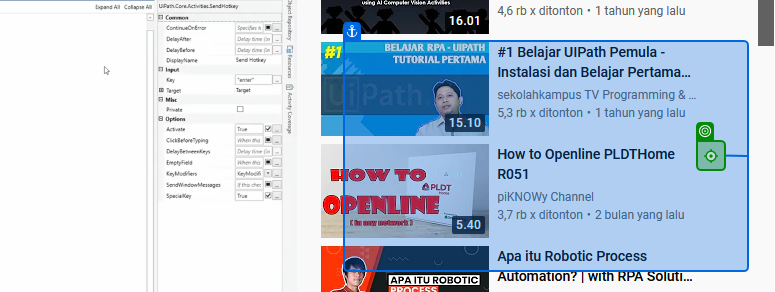 Expand All Collapse All
UiPath.Core.Activities.SendHotkey
Common
ContinueOnError Specifies t
DelayAfter Delay time (in
DelayBefore Delay time (in
DisplayName Send Hotkey
Input
Key "enter"
Target Target
Misc
Private
Options
Activate True
ClickBeforeTyping When this
DelayBetweenKeys Delay time (in
EmptyField When this
KeyModifiers KeyModifi
SendWindowMessages If this chec
SpecialKey True
Object Repository
Resources
Activity Coverage
using AI Computer Vision Activities
16.01
4,6 rb x ditonton • 1 tahun yang lalu
#1 BELAJAR RPA - UIPATH
TUTORIAL PERTAMA
UiPath
15.10
#1 Belajar UIPath Pemula -
Instalasi dan Belajar Pertama...
sekolahkampus TV Programming & ...
5,3 rb x ditonton • 1 tahun yang lalu
HOW TO
OPENLINE
(in any network)
PLDT
Home
5.40
How to Openline PLDTHome
R051
piKNOWy Channel
3,7 rb x ditonton • 2 bulan yang lalu
APA ITU ROBOTIC
PROCESS
Apa itu Robotic Process
Automation? | with RPA Soluti...